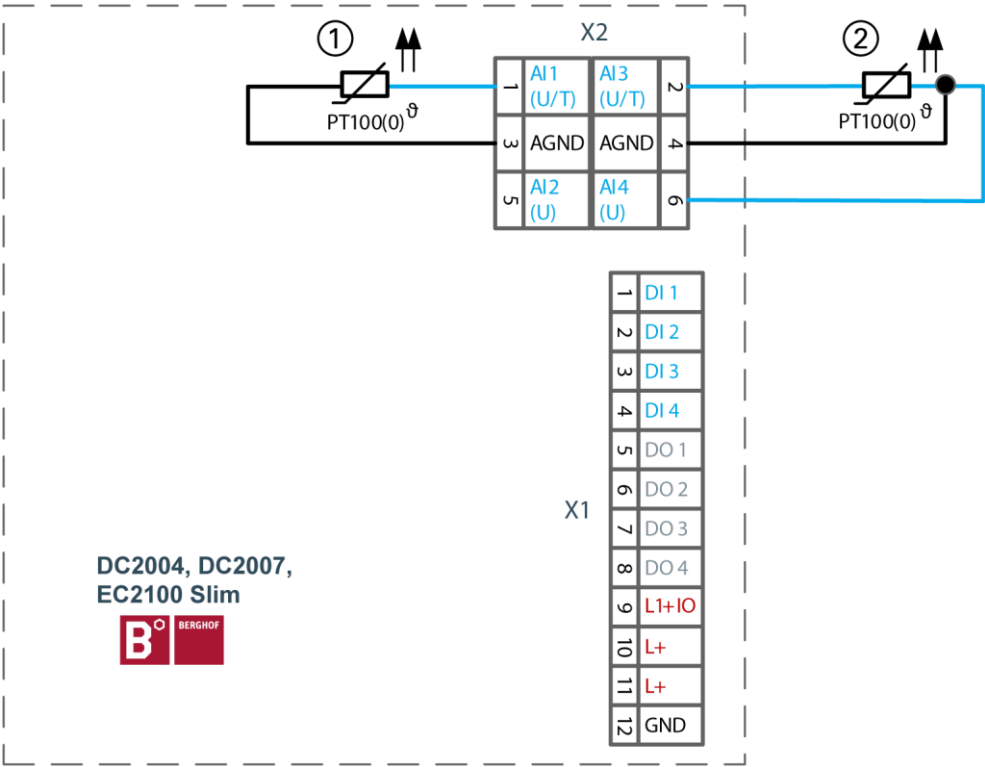 1
X2
2
1
AI1
(U/T)
AI3
(U/T)
2
PT100(0) ϑ
PT100(0) ϑ
3
AGND
AGND
4
5
AI2
(U)
AI4
(U)
6
1 DI 1
2 DI 2
3 DI 3
4 DI 4
5 DO 1
6 DO 2
X1
7 DO 3
8 DO 4
9 L1+IO
10 L+
11 L+
12 GND
DC2004, DC2007,
EC2100 Slim
B
BERGHOF